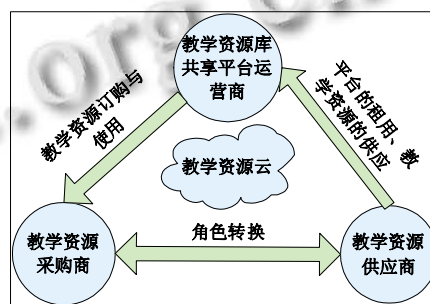 教学资源库
共享平台运
营商
教学资源订购与
使用
平台的租用、教
学资源的供应
教学资源云
角色转换
教学资源
采购商
教学资源
供应商